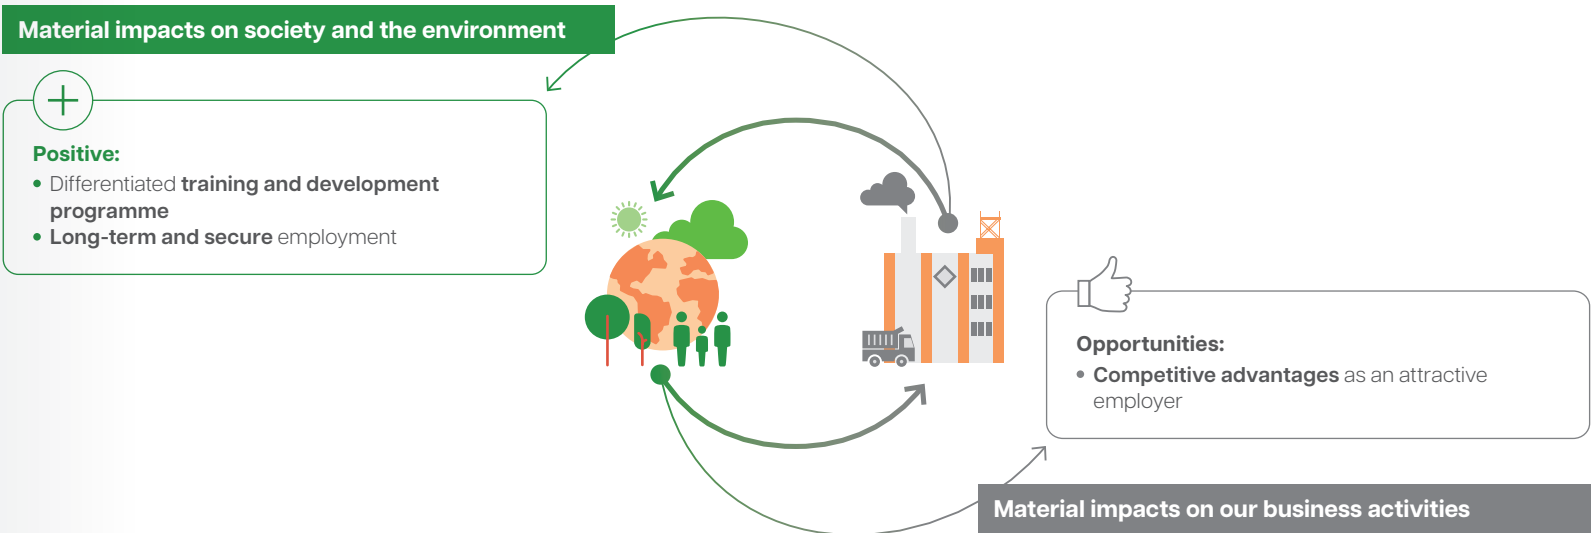 Material impacts on society and the environment
Positive:
• Differentiated training and development
programme
• Long-term and secure employment
Opportunities:
• Competitive advantages as an attractive
employer
Material impacts on our business activities